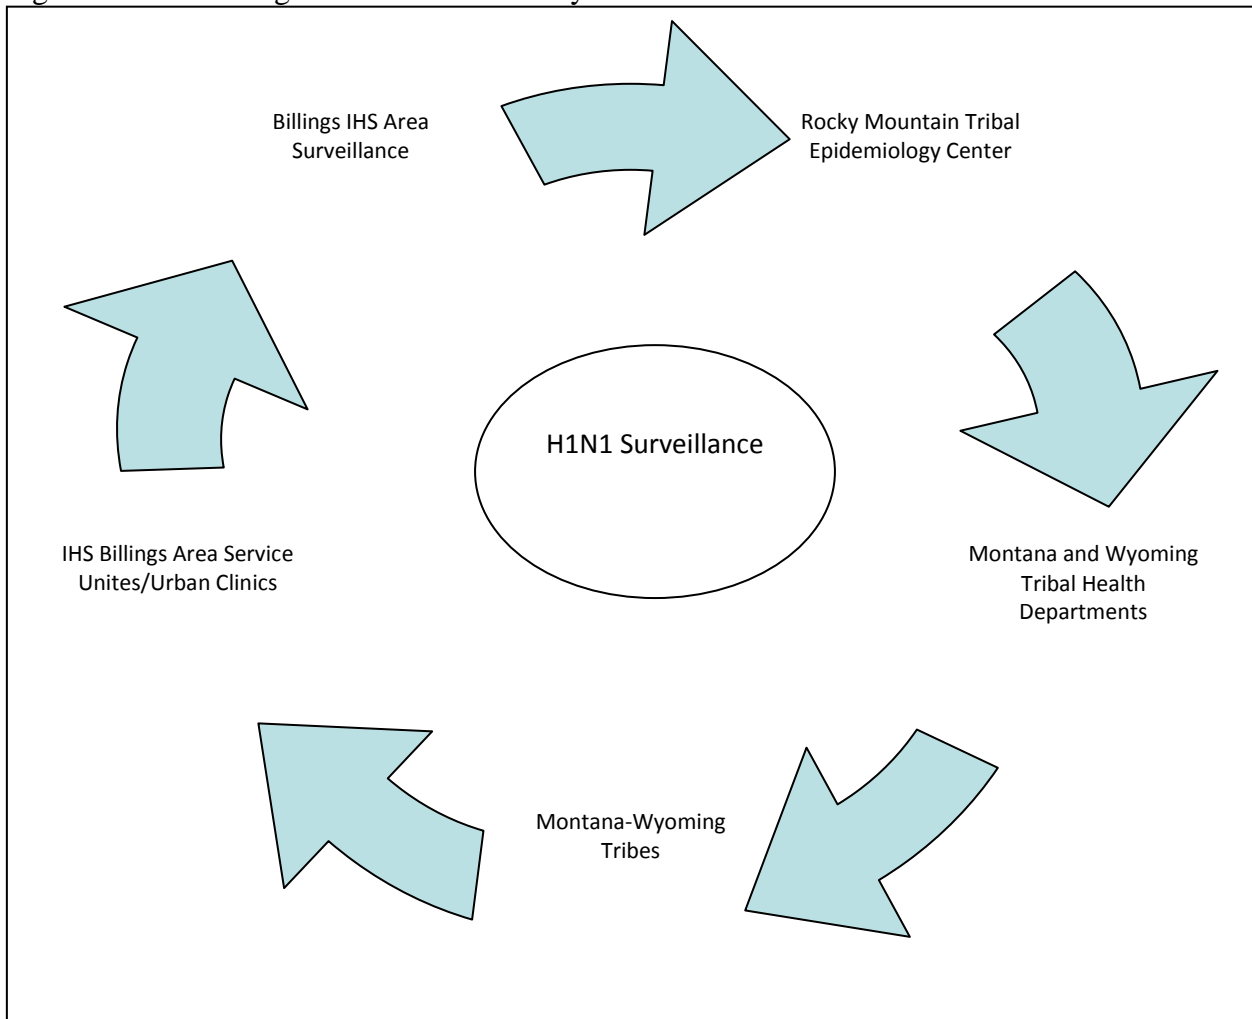 Billings IHS Area
Surveillance
Rocky Mountain Tribal
Epidemiology Center
H1N1 Surveillance
IHS Billings Area Service
Unites/Urban Clinics
Montana and Wyoming
Tribal Health
Departments
Montana-Wyoming
Tribes